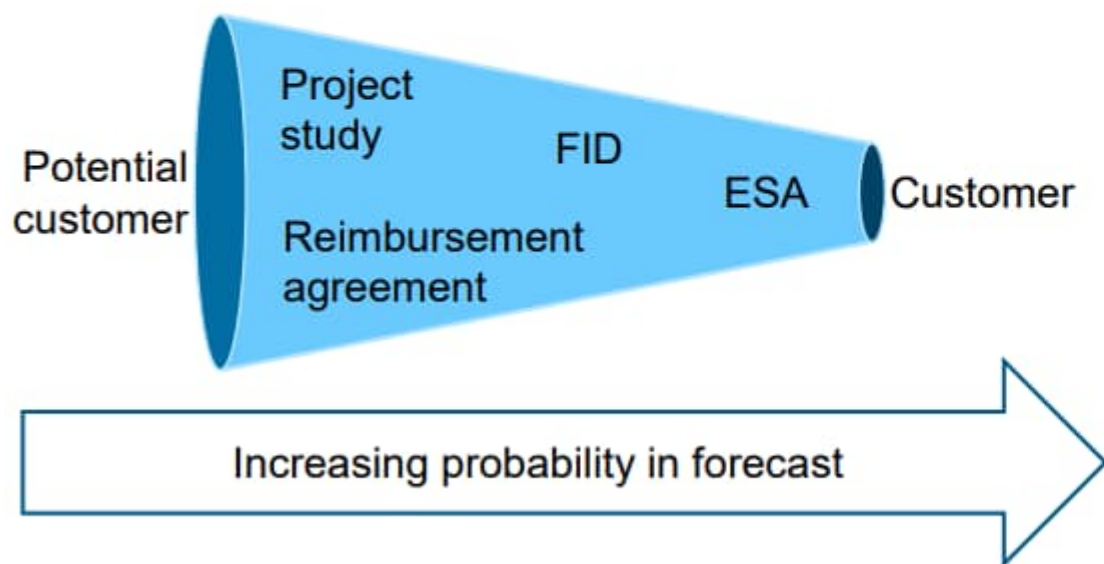 Potential
customer
Project
study
Reimbursement
agreement
FID
ESA
Customer
Increasing probability in forecast